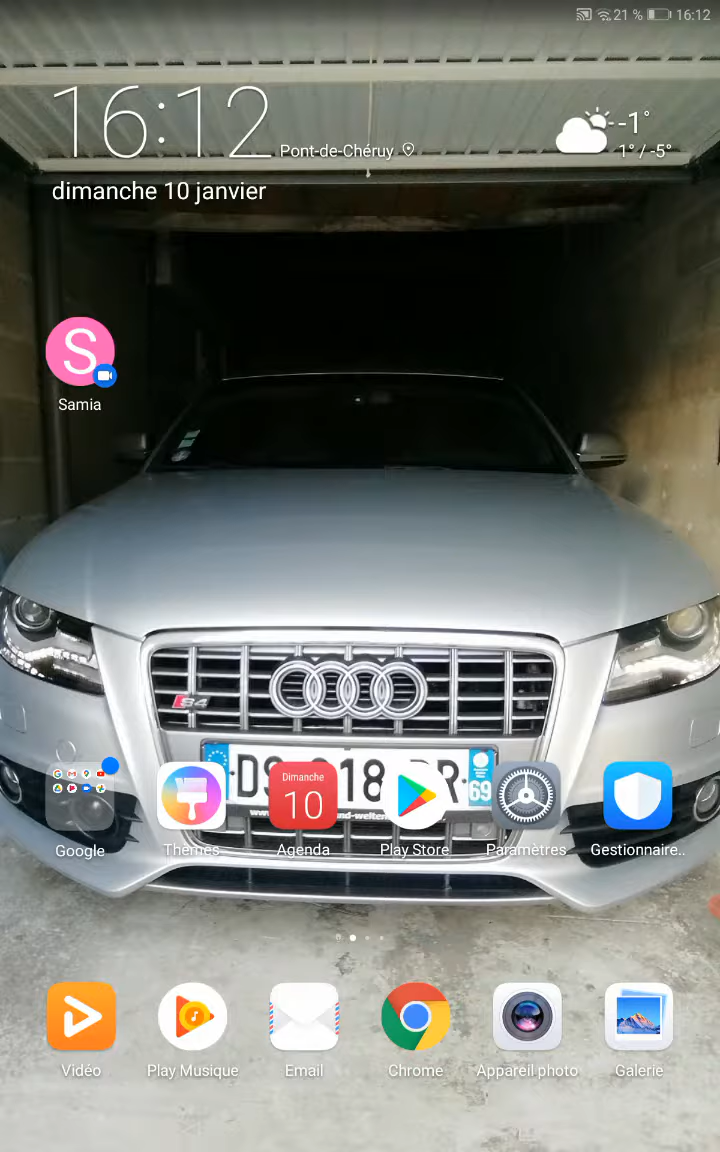 21 % 16:12
16:12 Pont-de-Chéruy
-1°
1° / -5°
dimanche 10 janvier
S
Samia
S4
69
Dimanche
10
Google
Thèmes
Agenda
Play Store
Paramètres
Gestionnaire..
Vidéo
Play Musique
Email
Chrome
Appareil photo
Galerie